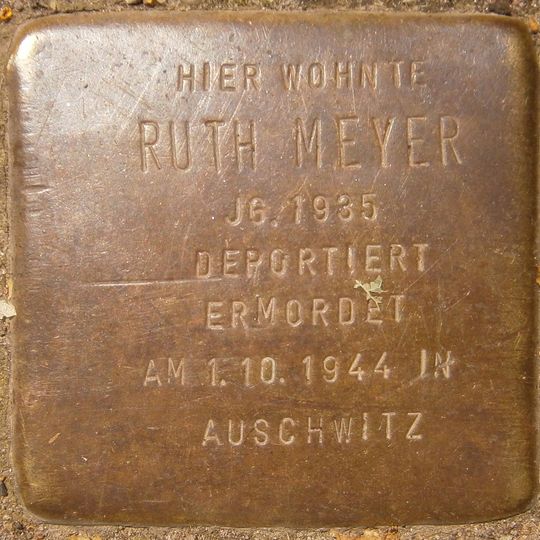 HIER WOHNTE
RUTH MEYER
JG. 1935
DEPORTIERT
ERMORDET
AM 1.10.1944 IN
AUSCHWITZ